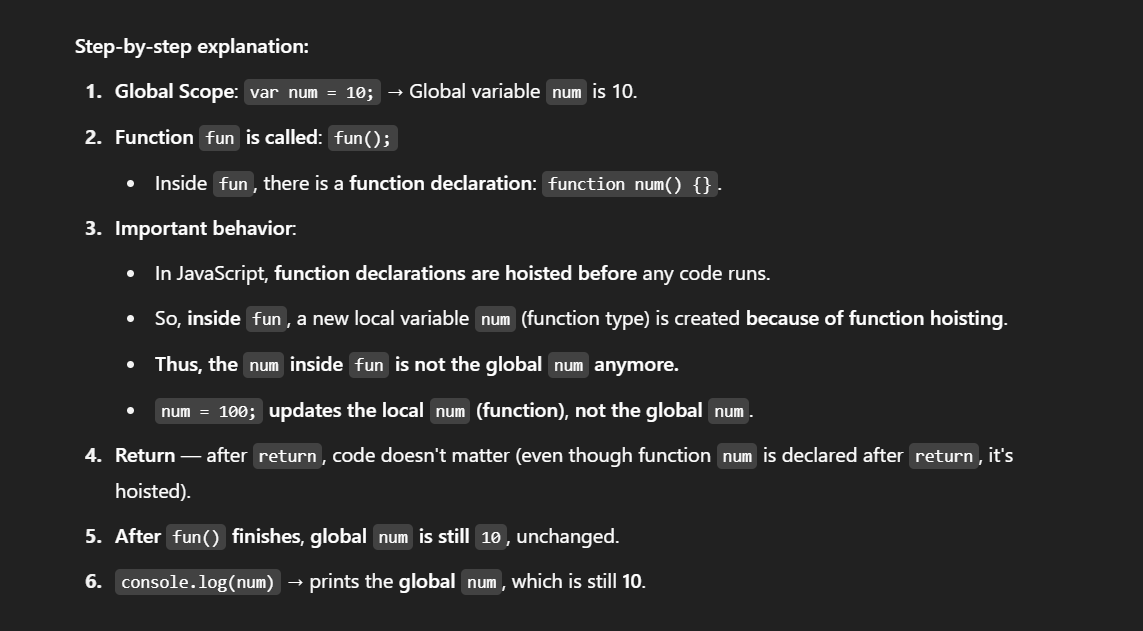 Step-by-step explanation:
1. Global Scope: var num = 10; → Global variable num is 10.
2. Function fun is called: fun();
• Inside fun, there is a function declaration: function num() {}.
3. Important behavior:
• In JavaScript, function declarations are hoisted before any code runs.
• So, inside fun, a new local variable num (function type) is created because of function hoisting.
• Thus, the num inside fun is not the global num anymore.
• num = 100; updates the local num (function), not the global num.
4. Return — after return, code doesn't matter (even though function num is declared after return, it's
hoisted).
5. After fun() finishes, global num is still 10, unchanged.
6. console.log(num) → prints the global num, which is still 10.